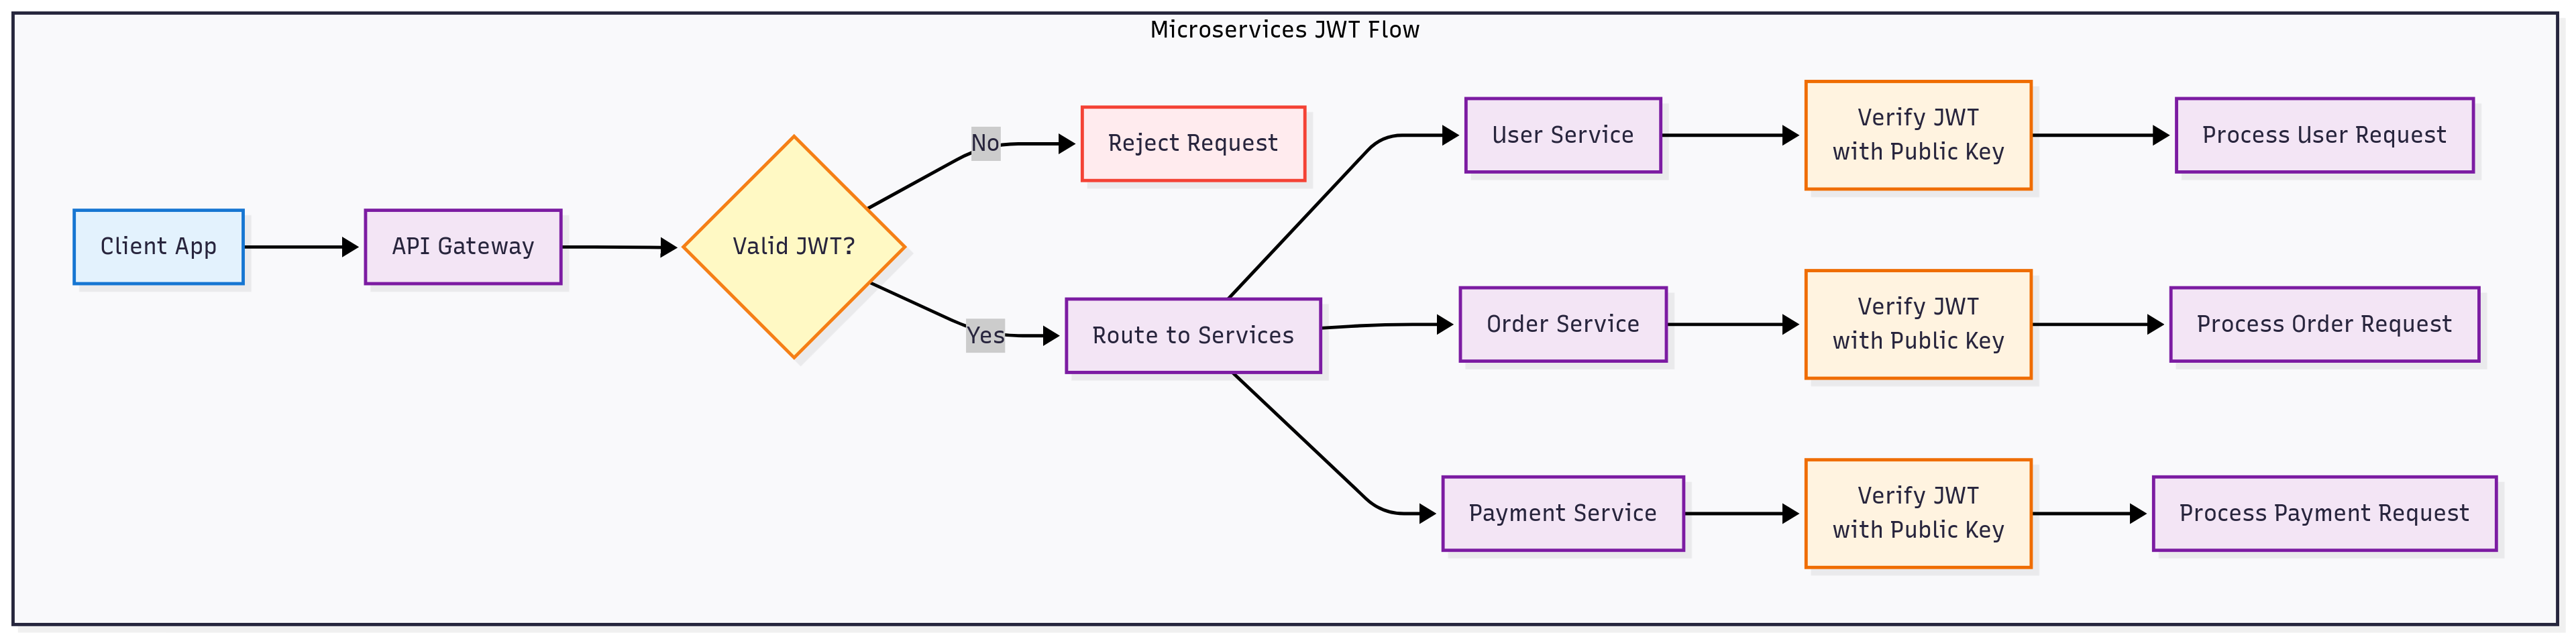 Microservices JWT Flow
Client App
API Gateway
Valid JWT?
No
Reject Request
Yes
Route to Services
User Service
Verify JWT
with Public Key
Process User Request
Order Service
Verify JWT
with Public Key
Process Order Request
Payment Service
Verify JWT
with Public Key
Process Payment Request